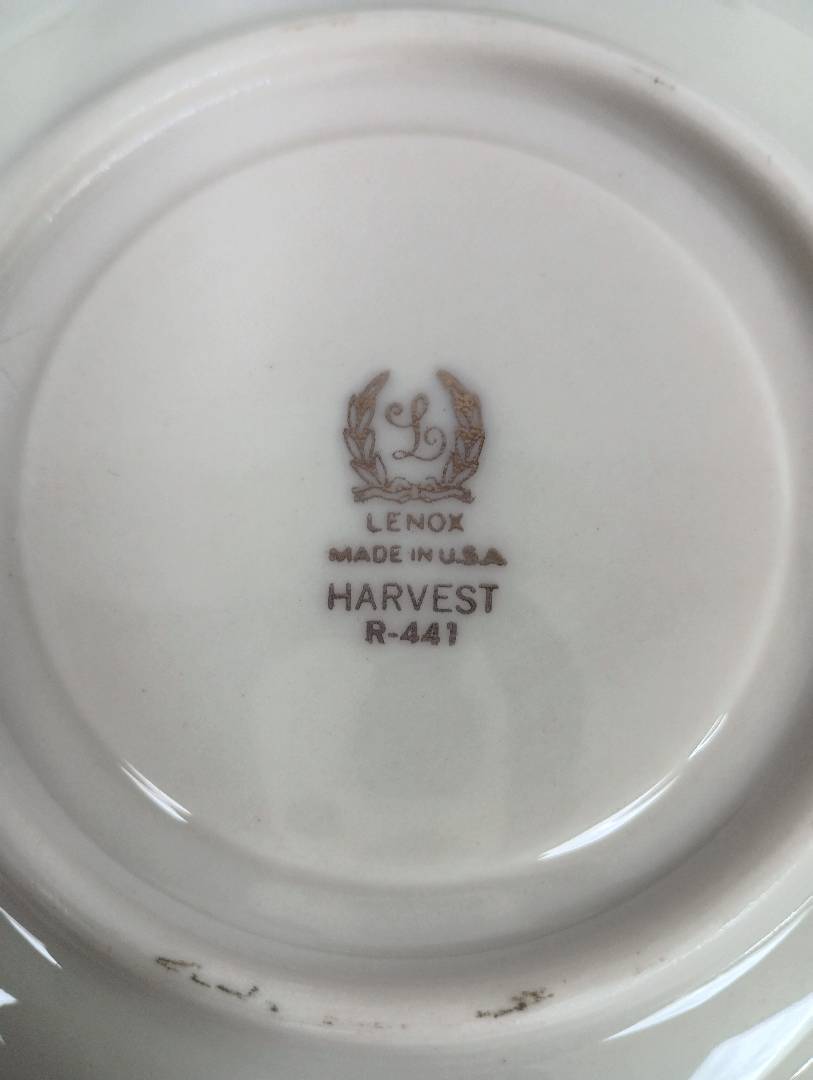 L
LENOX
MADE IN U.S.A
HARVEST
R-441